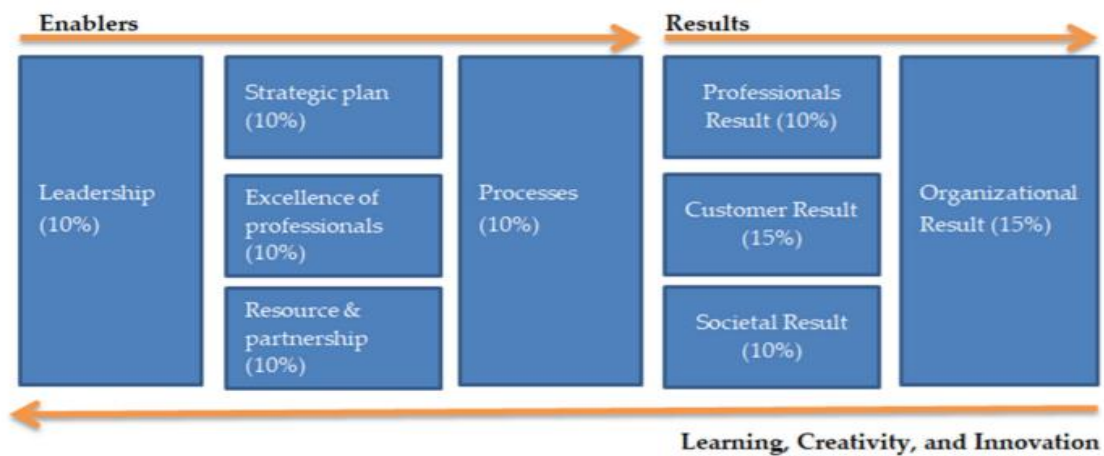 Enablers
Results
Leadership
(10%)
Strategic plan
(10%)
Excellence of
professionals
(10%)
Resource &
partnership
(10%)
Processes
(10%)
Professionals
Result (10%)
Customer Result
(15%)
Societal Result
(10%)
Organizational
Result (15%)
Learning, Creativity, and Innovation